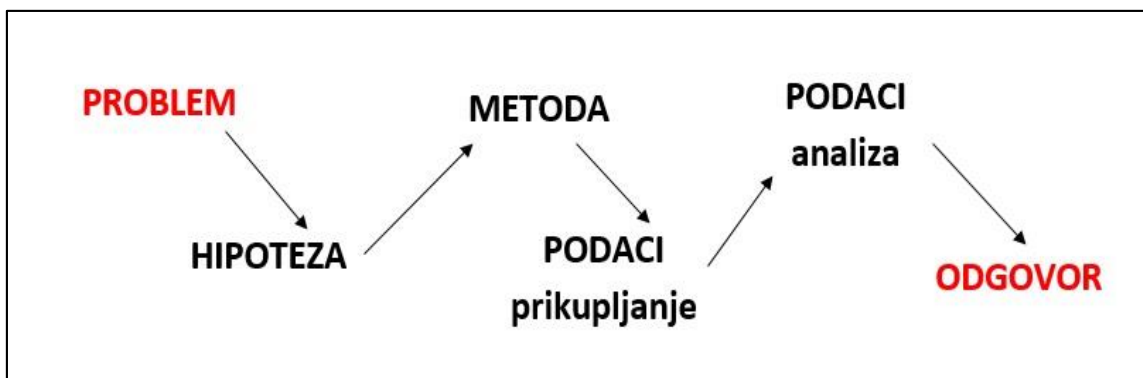 PROBLEM
HIPOTEZA
METODA
PODACI
prikupljanje
PODACI
analiza
ODGOVOR